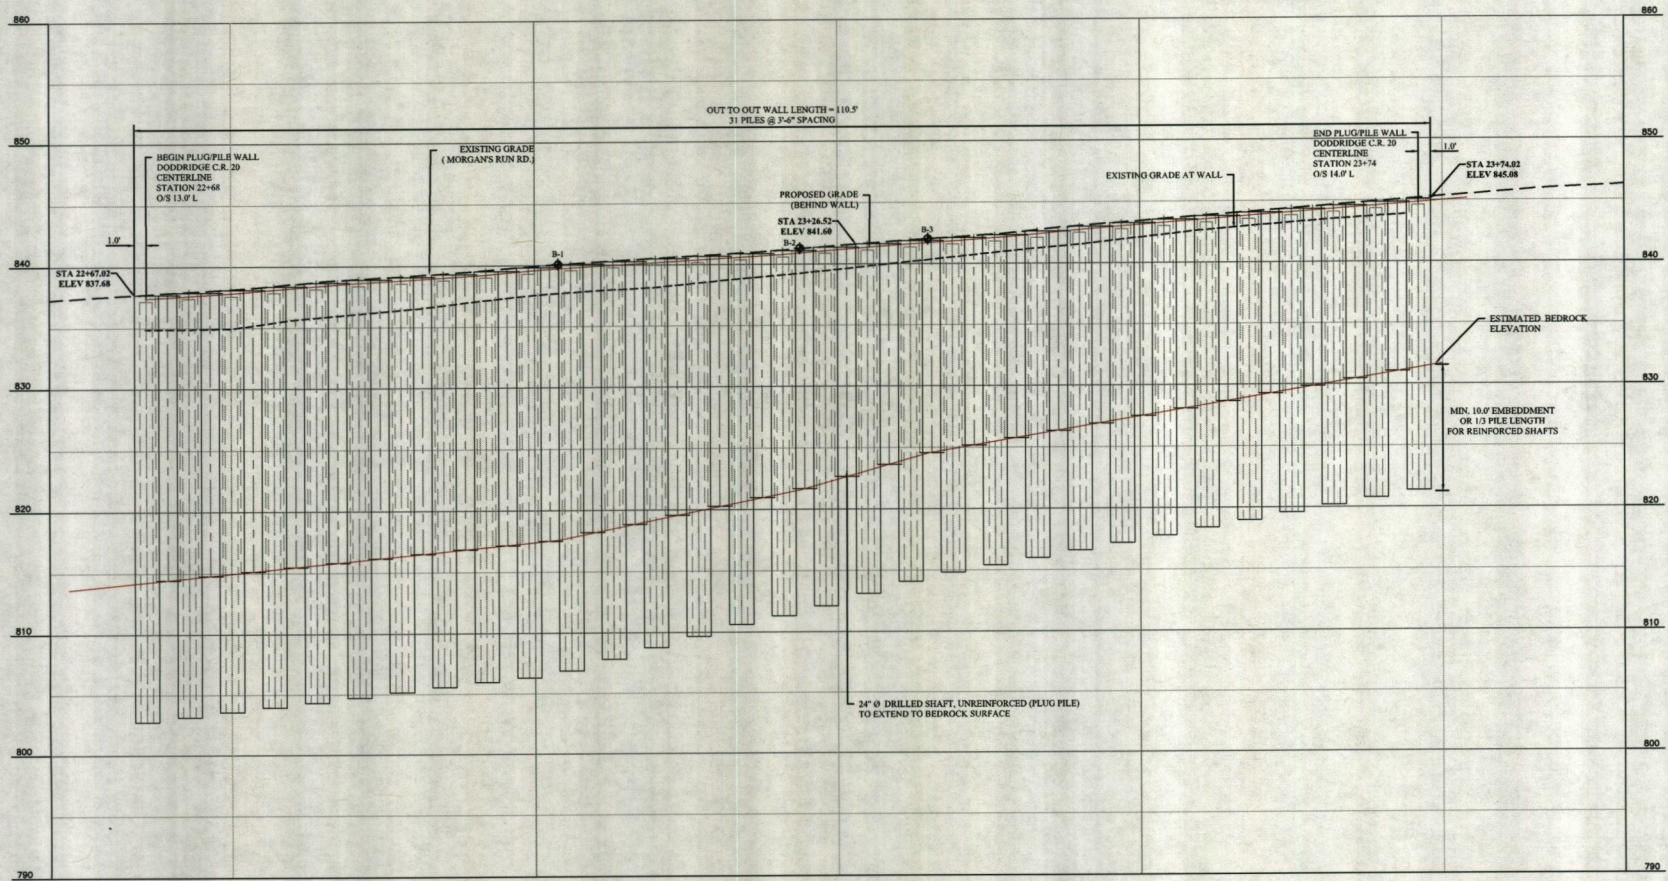 860
860
OUT TO OUT WALL LENGTH = 110.5'
31 PILES @ 3'-6" SPACING
850
850
BEGIN PLUG/PILE WALL
DODDRIDGE C.R. 20
CENTERLINE
STATION 22+68
O/S 13.0' L
EXISTING GRADE
( MORGAN'S RUN RD.)
END PLUG/PILE WALL
DODDRIDGE C.R. 20
CENTERLINE
STATION 23+74
O/S 14.0' L
1.0'
STA 23+74.02
ELEV 845.08
EXISTING GRADE AT WALL
PROPOSED GRADE
(BEHIND WALL)
STA 23+26.52
ELEV 841.60
B-1
B-2
B-3
1.0'
840
840
STA 22+67.02
ELEV 837.68
ESTIMATED BEDROCK
ELEVATION
830
830
MIN. 10.0' EMBEDDMENT
OR 1/3 PILE LENGTH
FOR REINFORCED SHAFTS
820
820
810
810
24" Ø DRILLED SHAFT, UNREINFORCED (PLUG PILE)
TO EXTEND TO BEDROCK SURFACE
800
800
790
790